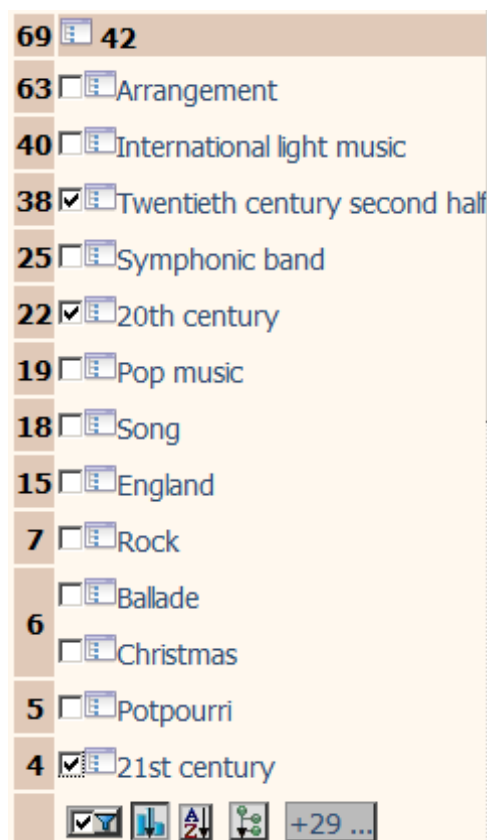 69 42
63 Arrangement
40 International light music
38 Twentieth century second half
25 Symphonic band
22 20th century
19 Pop music
18 Song
15 England
7 Rock
6 Ballade
Christmas
5 Potpourri
4 21st century
A Z +29 ...